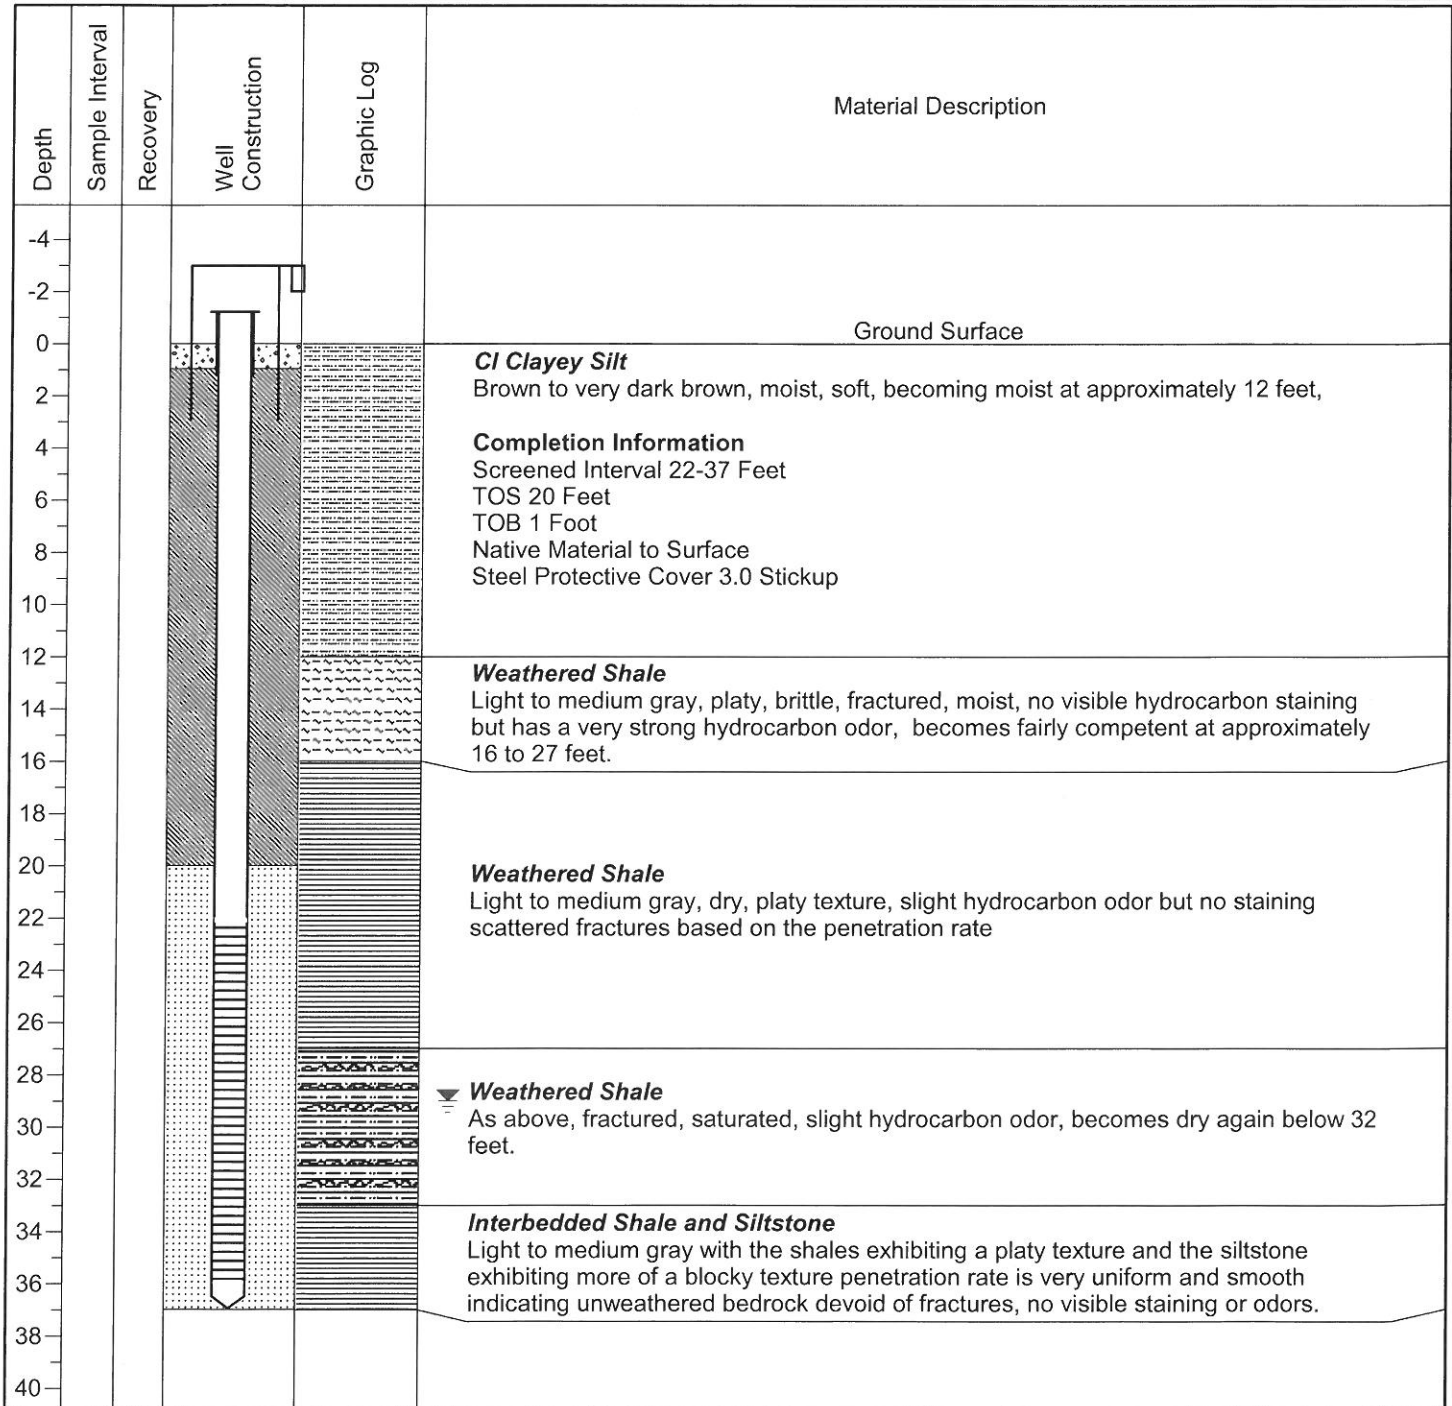 Depth
Sample Interval
Recovery
Well
Construction
Graphic Log
Material Description
-4
-2
0
2
4
6
8
10
12
14
16
18
20
22
24
26
28
30
32
34
36
38
40
Ground Surface
CI Clayey Silt
Brown to very dark brown, moist, soft, becoming moist at approximately 12 feet,
Completion Information
Screened Interval 22-37 Feet
TOS 20 Feet
TOB 1 Foot
Native Material to Surface
Steel Protective Cover 3.0 Stickup
Weathered Shale
Light to medium gray, platy, brittle, fractured, moist, no visible hydrocarbon staining
but has a very strong hydrocarbon odor, becomes fairly competent at approximately
16 to 27 feet.
Weathered Shale
Light to medium gray, dry, platy texture, slight hydrocarbon odor but no staining
scattered fractures based on the penetration rate
Weathered Shale
As above, fractured, saturated, slight hydrocarbon odor, becomes dry again below 32
feet.
Interbedded Shale and Siltstone
Light to medium gray with the shales exhibiting a platy texture and the siltstone
exhibiting more of a blocky texture penetration rate is very uniform and smooth
indicating unweathered bedrock devoid of fractures, no visible staining or odors.